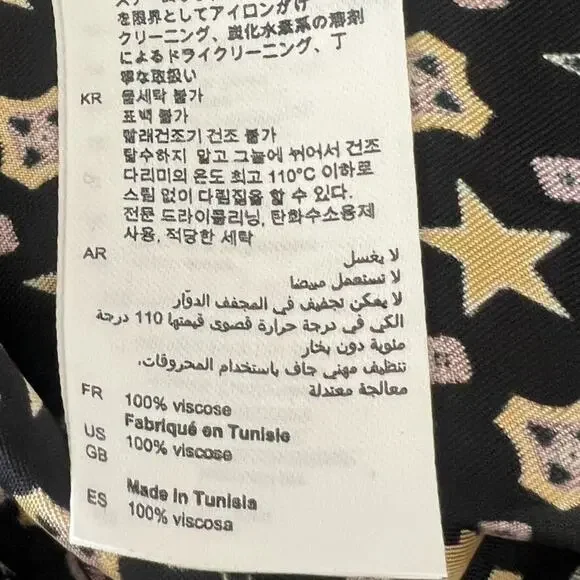 を限界としてアイロンがけ
クリーニング、炭化水素系の溶剤
によるドライクリーニング、丁
寧な取扱い
KR 물세탁 불가
표백 불가
텀블러건조기 건조 불가
탈수하지 말고 그늘에 뉘어서 건조
다리미의 온도 최고 110°C 이하로
스팀 없이 다림질을 할 수 있다.
전문 드라이클리닝, 탄화수소용제
사용, 적당한 세탁
AR لا يغسل
لا تستعمل مبيضا
لا يمكن تجفيف في المجفف الدوّار
الكي في درجة حرارة قصوى قيمتها 110 درجة
مئوية دون بخار
تنظيف مهني جاف باستخدام المحروقات،
معالجة معتدلة
FR 100% viscose
Fabriqué en Tunisie
US
GB 100% viscose
Made in Tunisia
ES 100% viscosa